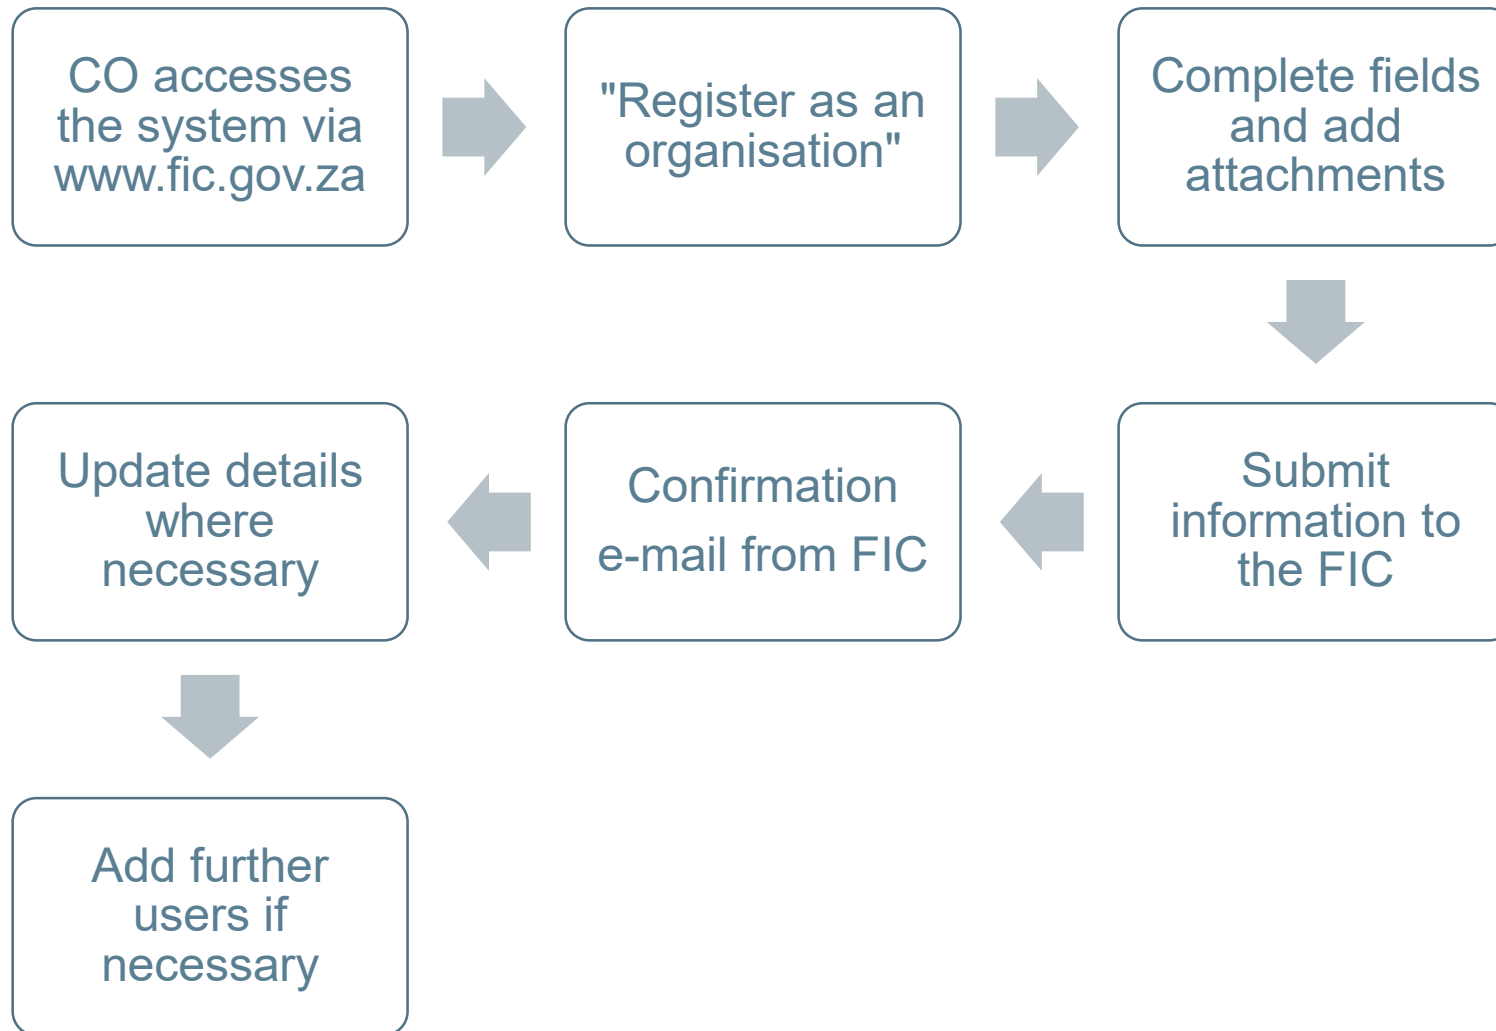 CO accesses
the system via
www.fic.gov.za
"Register as an
organisation"
Complete fields
and add
attachments
Submit
information to
the FIC
Confirmation
e-mail from FIC
Update details
where
necessary
Add further
users if
necessary